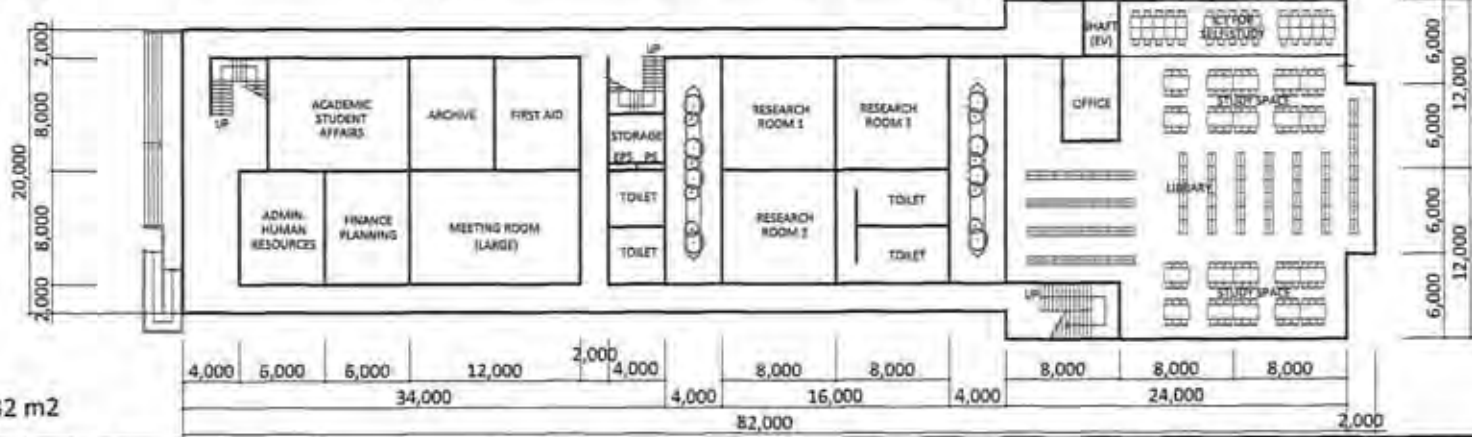 SHAFT
(EV)
ICT FOR
SELF-STUDY
UP
UP
ACADEMIC
STUDENT
AFFAIRS
ARCHIVE
FIRST AID
STORAGE
EPS PS
RESEARCH
ROOM 1
RESEARCH
ROOM 3
OFFICE
STUDY SPACE
ADMIN-
HUMAN
RESOURCES
FINANCE
PLANNING
MEETING ROOM
(LARGE)
TOILET
TOILET
RESEARCH
ROOM 2
TOILET
TOILET
LIBRARY
UP
STUDY SPACE
2,000
8,000
8,000
2,000
20,000
6,000
6,000
6,000
6,000
12,000
12,000
4,000 6,000 6,000 12,000 2,000 4,000 8,000 8,000 8,000 8,000 8,000
34,000 4,000 16,000 4,000 24,000
82,000 2,000
2 m2